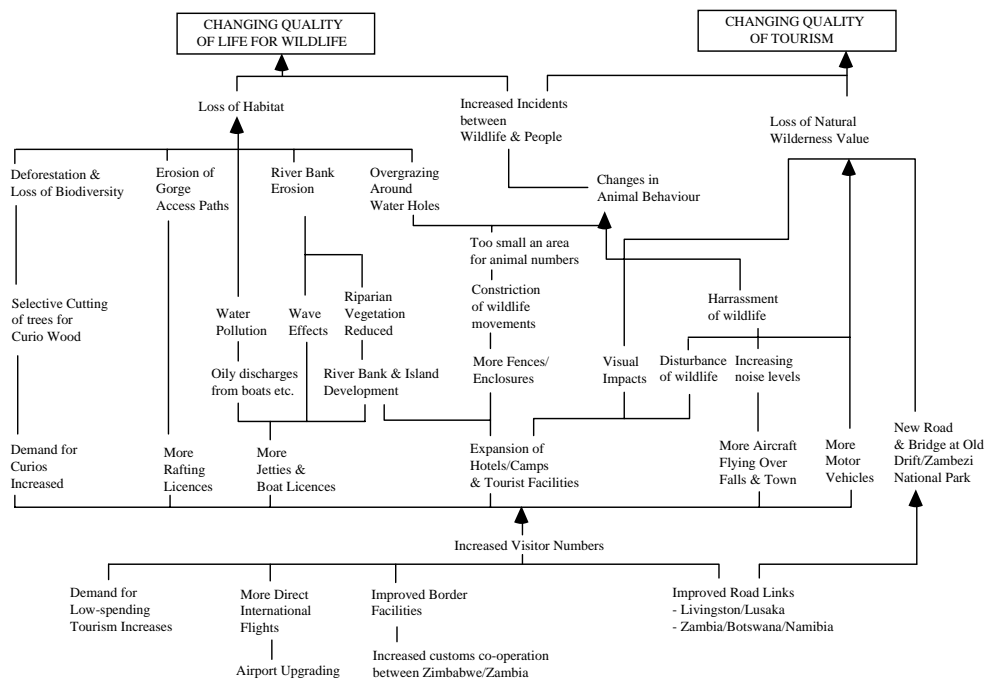 CHANGING QUALITY
OF LIFE FOR WILDLIFE
CHANGING QUALITY
OF TOURISM
Loss of Habitat
Increased Incidents
between
Wildlife & People
Loss of Natural
Wilderness Value
Deforestation &
Loss of Biodiversity
Erosion of
Gorge
Access Paths
River Bank
Erosion
Overgrazing
Around
Water Holes
Changes in
Animal Behaviour
Too small an area
for animal numbers
Selective Cutting
of trees for
Curio Wood
Water
Pollution
Wave
Effects
Riparian
Vegetation
Reduced
Constriction
of wildlife
movements
Harrassment
of wildlife
Oily discharges
from boats etc.
River Bank & Island
Development
More Fences/
Enclosures
Visual
Impacts
Disturbance
of wildlife
Increasing
noise levels
Demand for
Curios
Increased
More
Rafting
Licences
More
Jetties &
Boat Licences
Expansion of
Hotels/Camps
& Tourist Facilities
More Aircraft
Flying Over
Falls & Town
More
Motor
Vehicles
New Road
& Bridge at Old
Drift/Zambezi
National Park
Increased Visitor Numbers
Demand for
Low-spending
Tourism Increases
More Direct
International
Flights
Airport Upgrading
Improved Border
Facilities
Increased customs co-operation
between Zimbabwe/Zambia
Improved Road Links
- Livingston/Lusaka
- Zambia/Botswana/Namibia